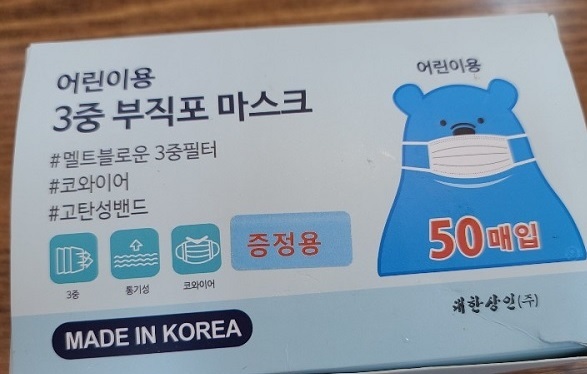 어린이용
3중 부직포 마스크
#멜트블로운 3중필터
#코와이어
#고탄성밴드
3중
통기성
코와이어
증정용
MADE IN KOREA
어린이용
50매입
대한상인(주)